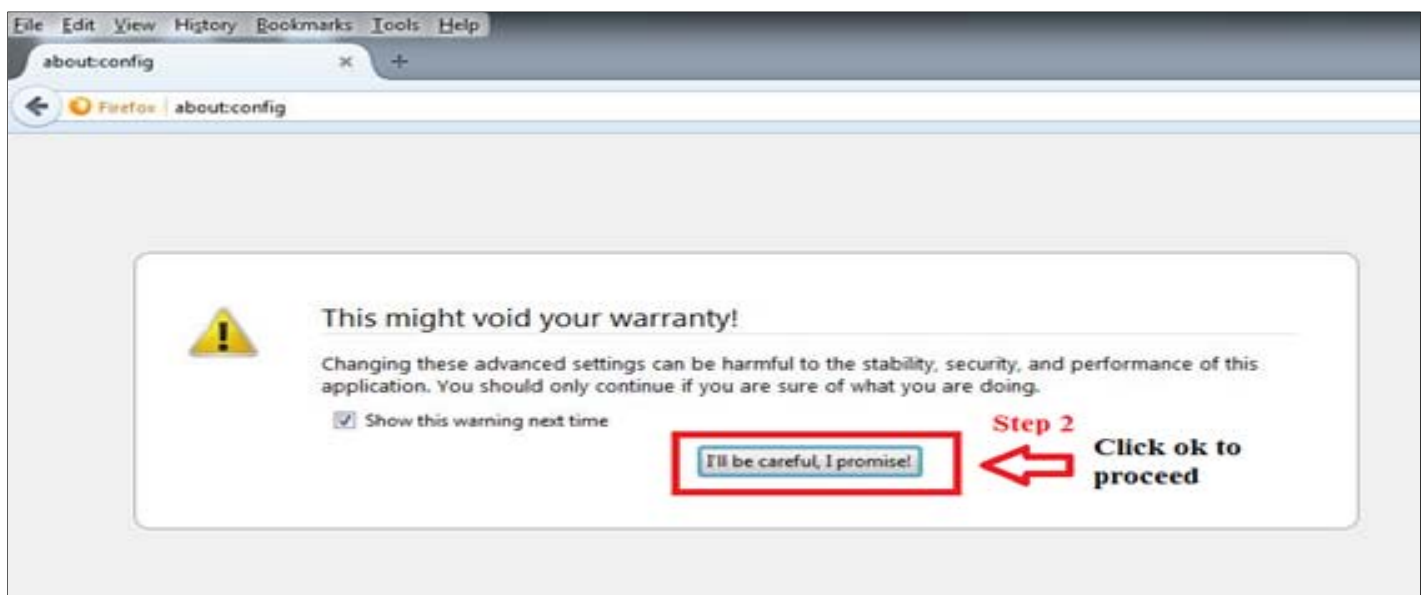 File Edit View History Bookmarks Tools Help
about:config
Firefox about:config
This might void your warranty!
Changing these advanced settings can be harmful to the stability, security, and performance of this
application. You should only continue if you are sure of what you are doing.
Show this warning next time
Step 2
I'll be careful, I promise!
Click ok to
proceed